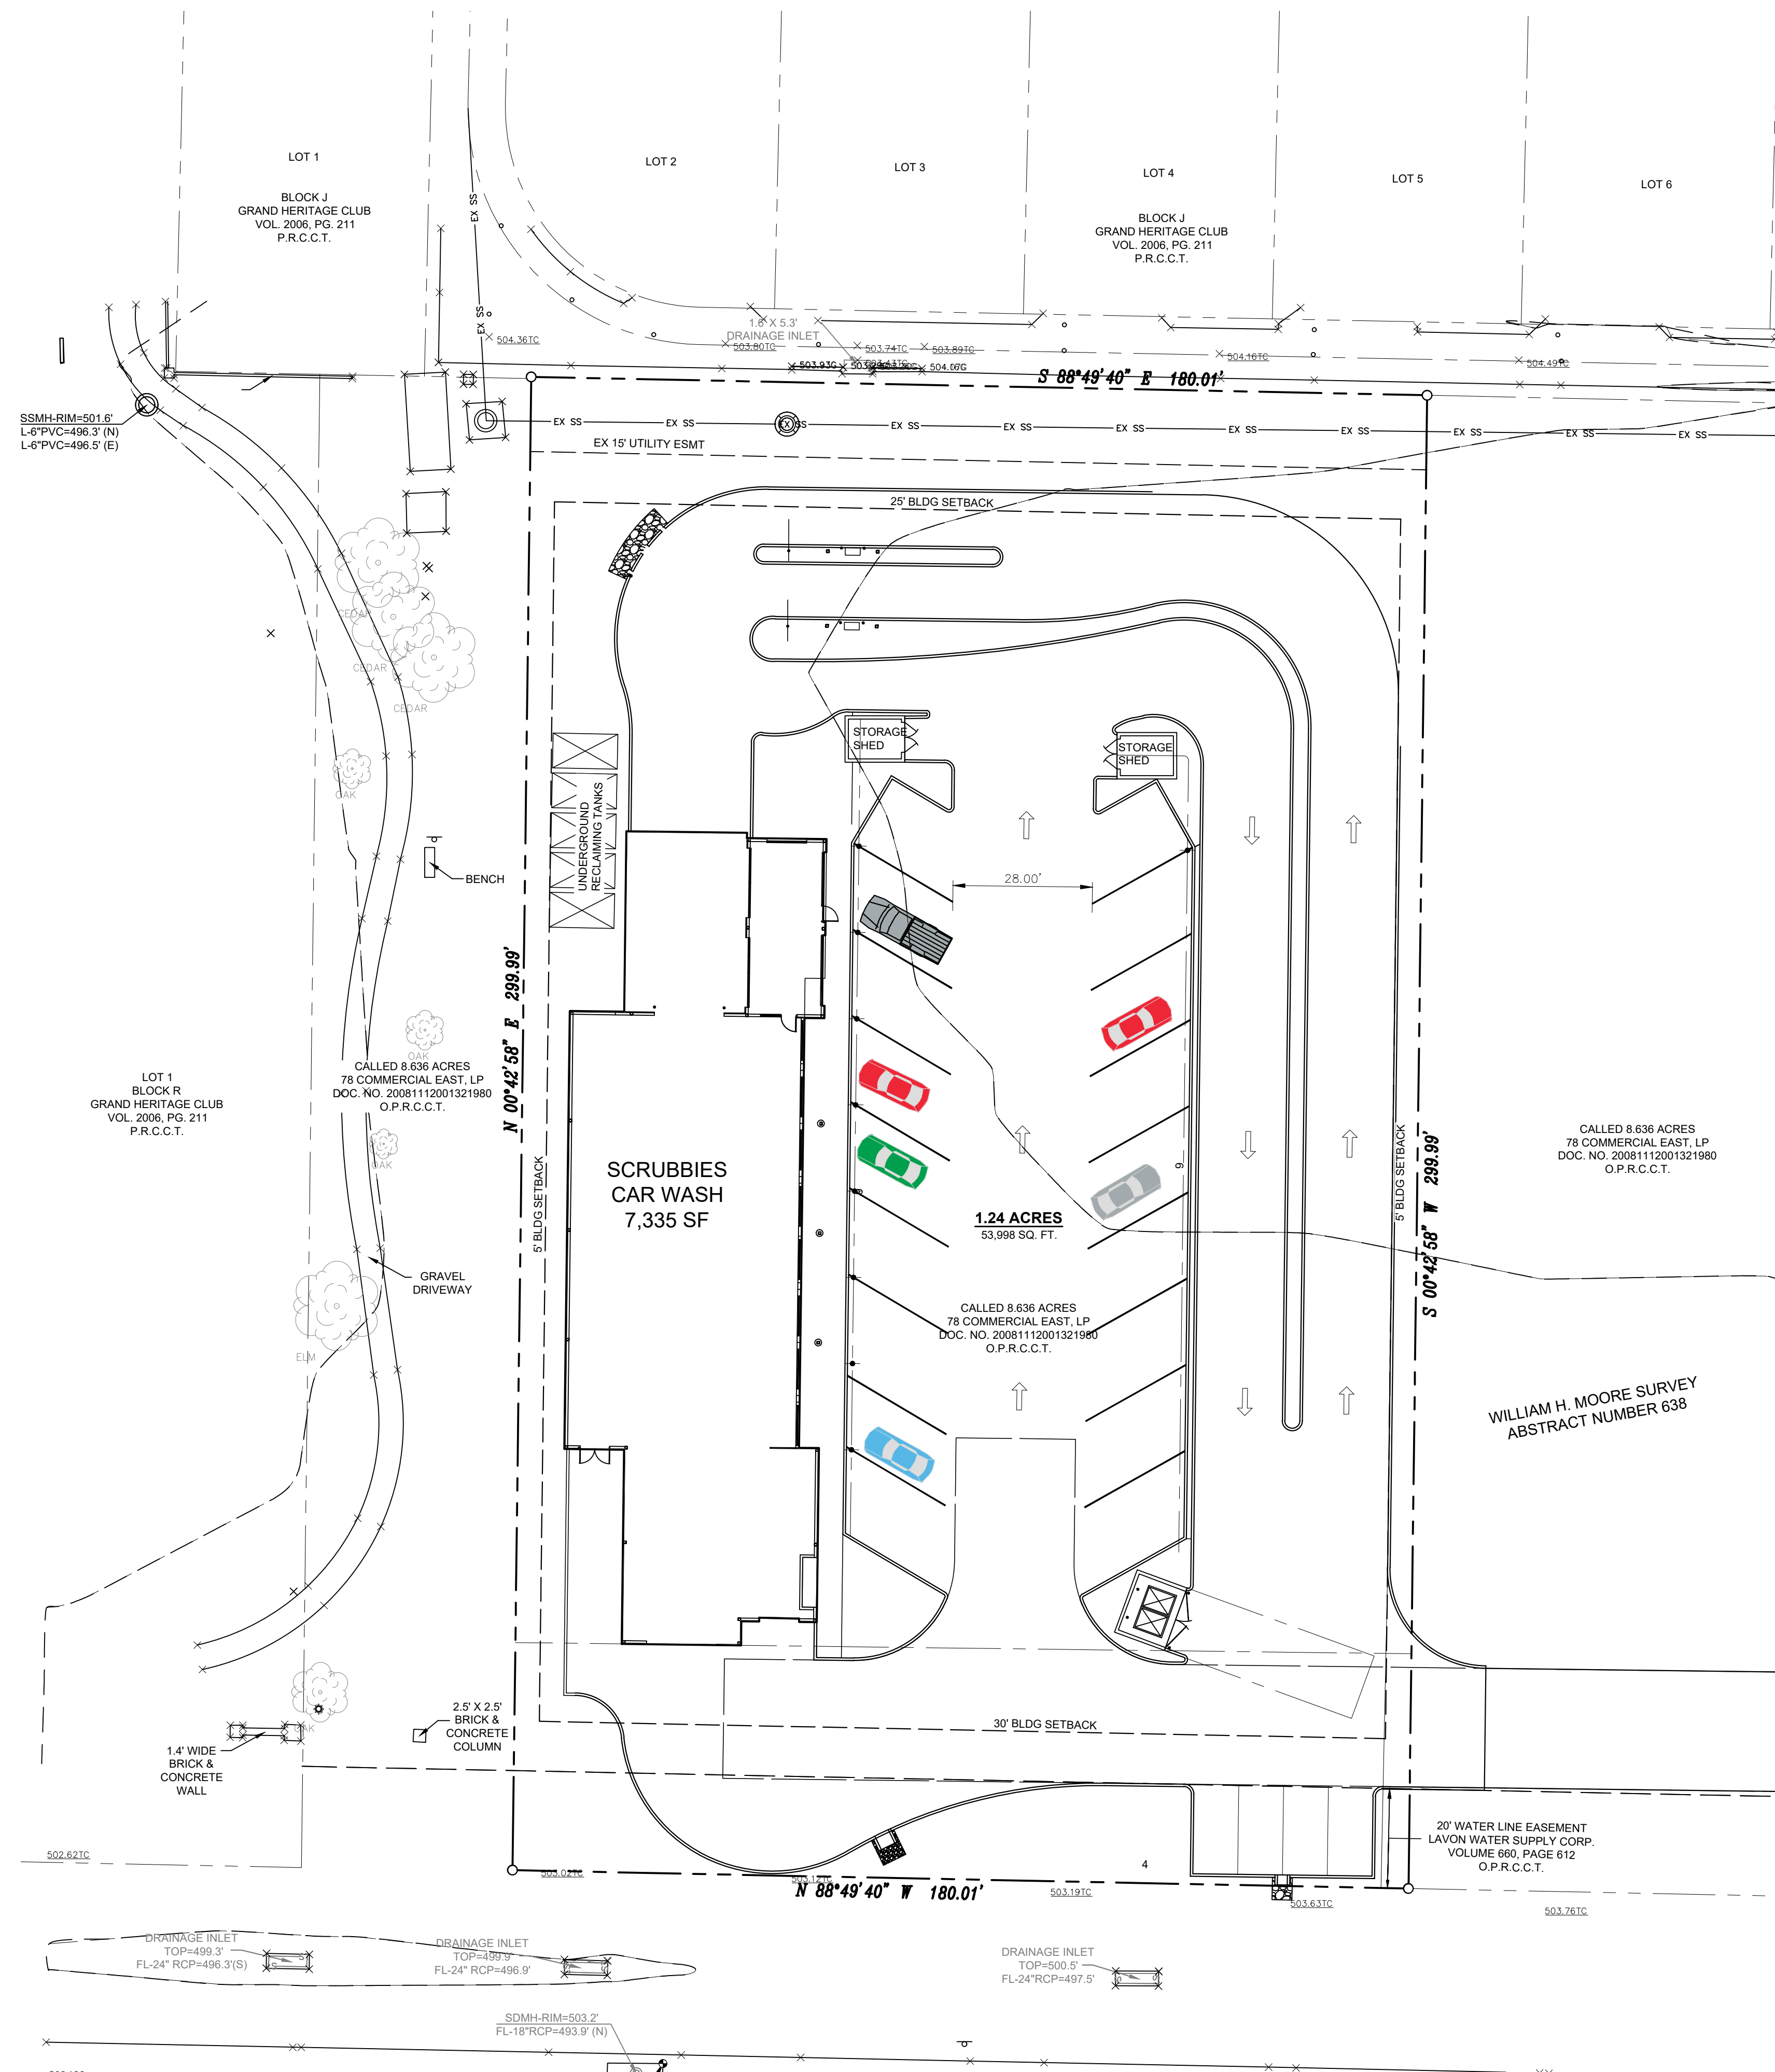 LOT 1
LOT 2
LOT 3
LOT 4
LOT 5
LOT 6
BLOCK J
GRAND HERITAGE CLUB
VOL. 2006, PG. 211
P.R.C.C.T.
BLOCK J
GRAND HERITAGE CLUB
VOL. 2006, PG. 211
P.R.C.C.T.
EX SS
EX SS
1.6' X 5.3'
DRAINAGE INLET
504.36TC
503.80TC
503.74TC
503.89TC
504.16TC
504.49TC
503.93G
504.06G
S 88°49'40" E 180.01'
SSMH-RIM=501.6'
L-6"PVC=496.3' (N)
L-6"PVC=496.5' (E)
EX SS
EX SS
EX SS
EX SS
EX SS
EX SS
EX SS
EX SS
EX SS
EX SS
EX SS
EX 15' UTILITY ESMT
25' BLDG SETBACK
CEDAR
CEDAR
CEDAR
OAK
STORAGE
SHED
STORAGE
SHED
UNDERGROUND
RECLAIMING TANKS
BENCH
28.00'
N 00°42'58" E 299.99'
OAK
CALLED 8.636 ACRES
78 COMMERCIAL EAST, LP
DOC. NO. 20081112001321980
O.P.R.C.C.T.
LOT 1
BLOCK R
GRAND HERITAGE CLUB
VOL. 2006, PG. 211
P.R.C.C.T.
OAK
5' BLDG SETBACK
SCRUBBIES
CAR WASH
7,335 SF
9
1.24 ACRES
53,998 SQ. FT.
5' BLDG SETBACK
S 00°42'58" W 299.99'
CALLED 8.636 ACRES
78 COMMERCIAL EAST, LP
DOC. NO. 20081112001321980
O.P.R.C.C.T.
GRAVEL
DRIVEWAY
ELM
CALLED 8.636 ACRES
78 COMMERCIAL EAST, LP
DOC. NO. 20081112001321980
O.P.R.C.C.T.
WILLIAM H. MOORE SURVEY
ABSTRACT NUMBER 638
OAK
2.5' X 2.5'
BRICK &
CONCRETE
COLUMN
1.4' WIDE
BRICK &
CONCRETE
WALL
30' BLDG SETBACK
20' WATER LINE EASEMENT
LAVON WATER SUPPLY CORP.
VOLUME 660, PAGE 612
O.P.R.C.C.T.
4
502.62TC
503.02TC
503.12TC
503.19TC
503.63TC
503.76TC
N 88°49'40" W 180.01'
DRAINAGE INLET
TOP=499.3'
FL-24" RCP=496.3'(S)
DRAINAGE INLET
TOP=499.9'
FL-24" RCP=496.9'
DRAINAGE INLET
TOP=500.5'
FL-24"RCP=497.5'
SDMH-RIM=503.2'
FL-18"RCP=493.9' (N)